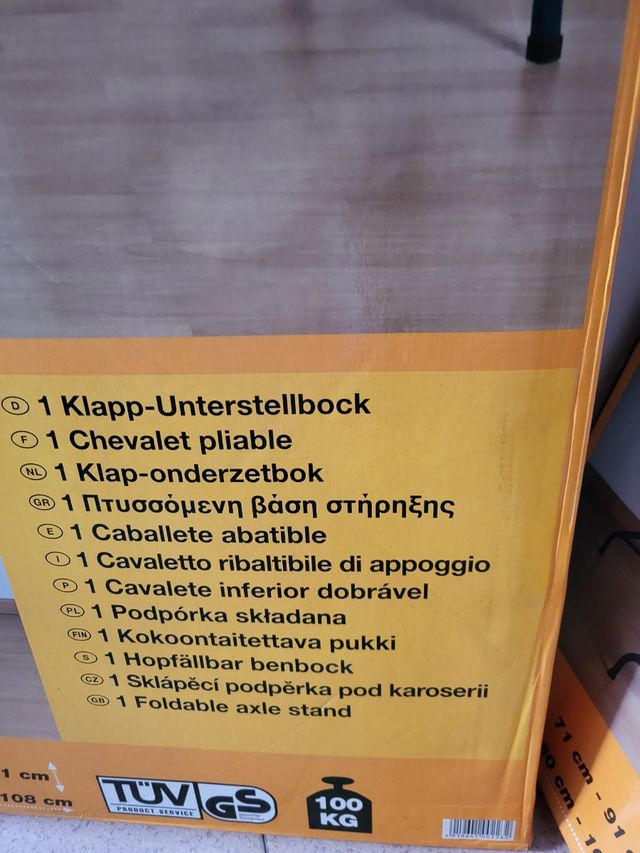 D 1 Klapp-Unterstellbock
F 1 Chevalet pliable
NL 1 Klap-onderzetbok
GR 1 Πτυσσόμενη βάση στήρηξης
E 1 Caballete abatible
I 1 Cavaletto ribaltibile di appoggio
P 1 Cavalete inferior dobrável
PL 1 Podpórka składana
FIN 1 Kokoontaitettava pukki
S 1 Hopfällbar benbock
CZ 1 Sklápěcí podpěrka pod karoserii
GB 1 Foldable axle stand
1 cm
108 cm
TÜV
PRODUCT SERVICE
GS
100
KG
71 cm - 91